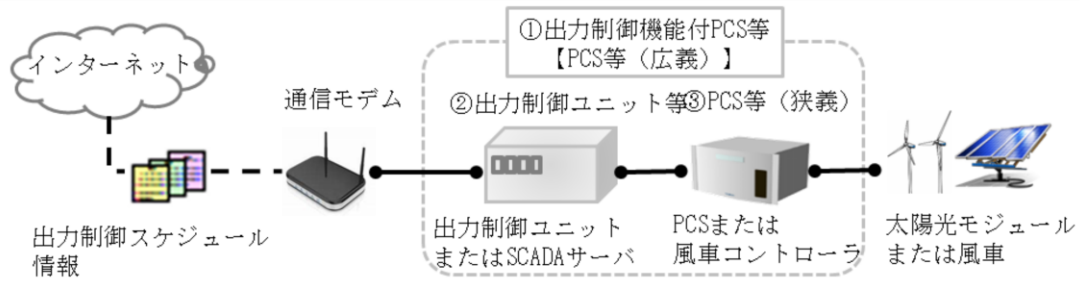 ①出力制御機能付PCS等
【PCS等（広義）】
インターネット
通信モデム
②出力制御ユニット等
③PCS等（狭義）
出力制御スケジュール
情報
出力制御ユニット
またはSCADAサーバ
PCSまたは
風車コントローラ
太陽光モジュール
または風車